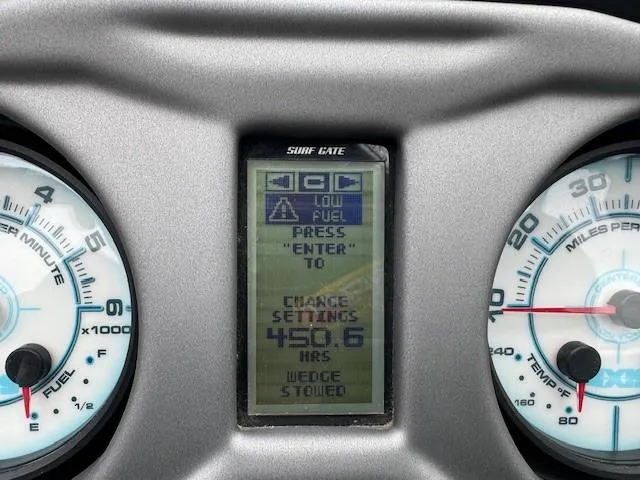 SURF GATE
LOW
FUEL
PRESS
"ENTER"
TO
CHANGE
SETTINGS
450.6
HRS
WEDGE
STOWED
4
5
6
x1000
F
FUEL
1/2
E
30
20
10
MILES PER
240
TEMP°F
160
80